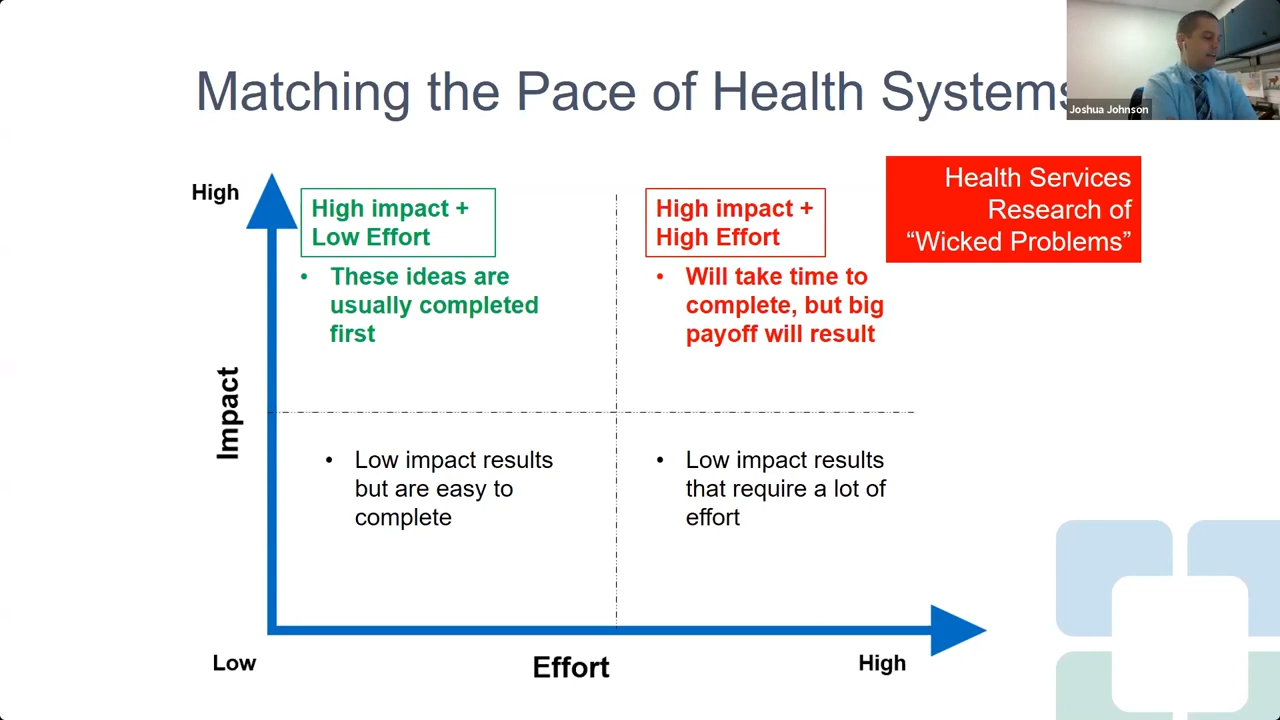 Matching the Pace of Health Systems
Joshua Johnson
High
High impact +
Low Effort
• These ideas are
usually completed
first
High impact +
High Effort
• Will take time to
complete, but big
payoff will result
Health Services
Research of
“Wicked Problems”
Impact
• Low impact results
but are easy to
complete
• Low impact results
that require a lot of
effort
Low
Effort
High